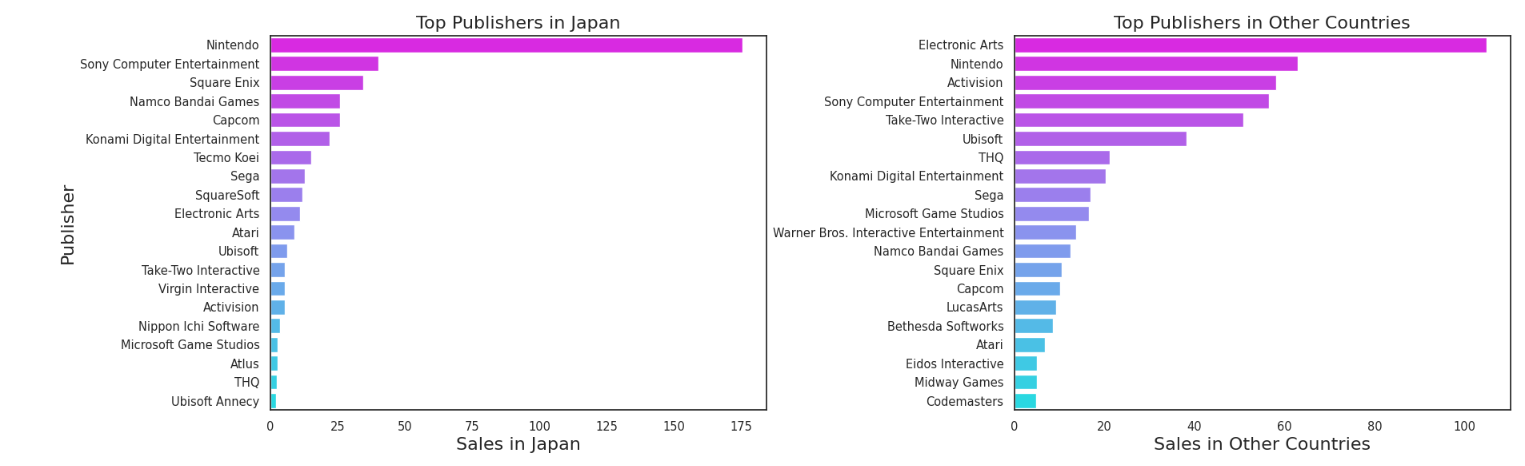 Top Publishers in Japan
Publisher
Nintendo
Sony Computer Entertainment
Square Enix
Namco Bandai Games
Capcom
Konami Digital Entertainment
Tecmo Koei
Sega
SquareSoft
Electronic Arts
Atari
Ubisoft
Take-Two Interactive
Virgin Interactive
Activision
Nippon Ichi Software
Microsoft Game Studios
Atlus
THQ
Ubisoft Annecy
0 25 50 75 100 125 150 175
Sales in Japan
Top Publishers in Other Countries
Electronic Arts
Nintendo
Activision
Sony Computer Entertainment
Take-Two Interactive
Ubisoft
THQ
Konami Digital Entertainment
Sega
Microsoft Game Studios
Warner Bros. Interactive Entertainment
Namco Bandai Games
Square Enix
Capcom
LucasArts
Bethesda Softworks
Atari
Eidos Interactive
Midway Games
Codemasters
0 20 40 60 80 100
Sales in Other Countries